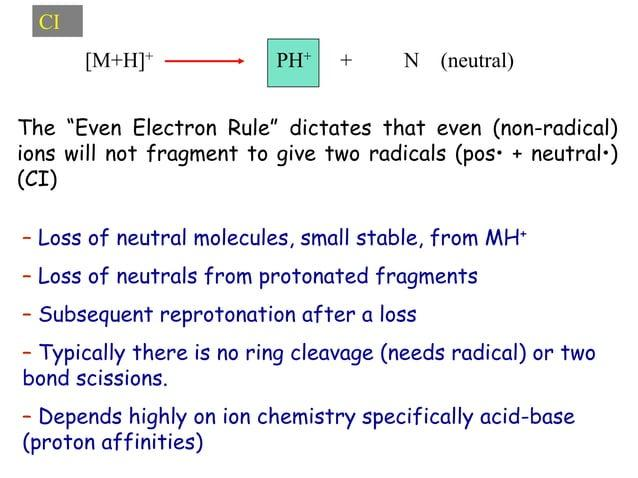 CI
[M+H]⁺ PH⁺ + N (neutral)
The “Even Electron Rule” dictates that even (non-radical)
ions will not fragment to give two radicals (pos• + neutral•)
(CI)
– Loss of neutral molecules, small stable, from MH⁺
– Loss of neutrals from protonated fragments
– Subsequent reprotonation after a loss
– Typically there is no ring cleavage (needs radical) or two
bond scissions.
– Depends highly on ion chemistry specifically acid-base
(proton affinities)